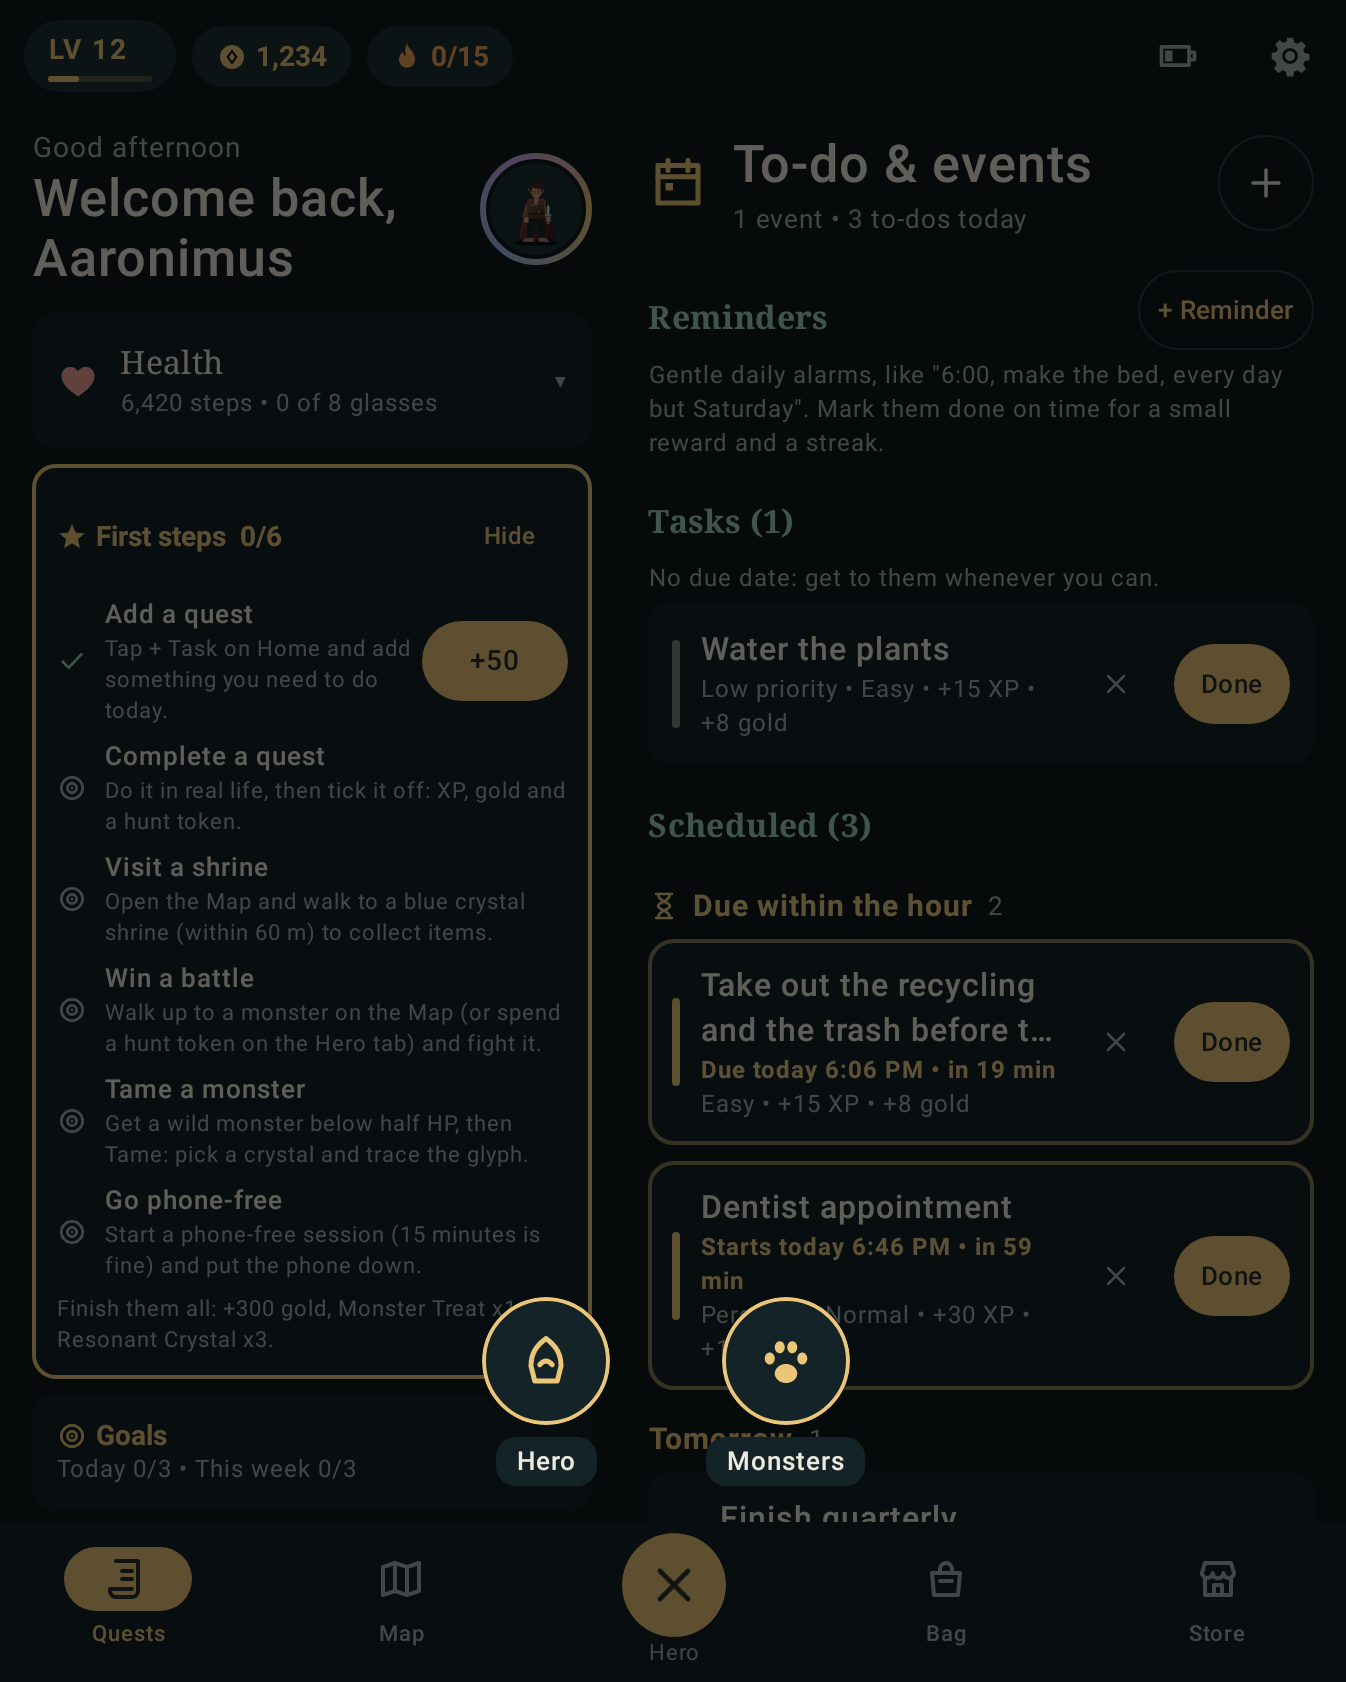 LV 12
1,234
0/15
Good afternoon
Welcome back,
Aaronimus
Health
6,420 steps • 0 of 8 glasses
First steps 0/6
Hide
Add a quest
Tap + Task on Home and add
something you need to do
today.
+50
Complete a quest
Do it in real life, then tick it off: XP, gold and
a hunt token.
Visit a shrine
Open the Map and walk to a blue crystal
shrine (within 60 m) to collect items.
Win a battle
Walk up to a monster on the Map (or spend
a hunt token on the Hero tab) and fight it.
Tame a monster
Get a wild monster below half HP, then
Tame: pick a crystal and trace the glyph.
Go phone-free
Start a phone-free session (15 minutes is
fine) and put the phone down.
Finish them all: +300 gold, Monster Treat
Resonant Crystal x3.
Goals
Today 0/3 • This week 0/3
To-do & events
1 event • 3 to-dos today
Reminders
+ Reminder
Gentle daily alarms, like "6:00, make the bed, every day
but Saturday". Mark them done on time for a small
reward and a streak.
Tasks (1)
No due date: get to them whenever you can.
Water the plants
Low priority • Easy • +15 XP •
+8 gold
Done
Scheduled (3)
Due within the hour 2
Take out the recycling
and the trash before t…
Due today 6:06 PM • in 19 min
Easy • +15 XP • +8 gold
Done
Dentist appointment
Starts today 6:46 PM • in 59
min
Normal • +30 XP •
Done
Tomorrow 1
Finish quarterly
Hero
Monsters
Quests
Map
Hero
Bag
Store